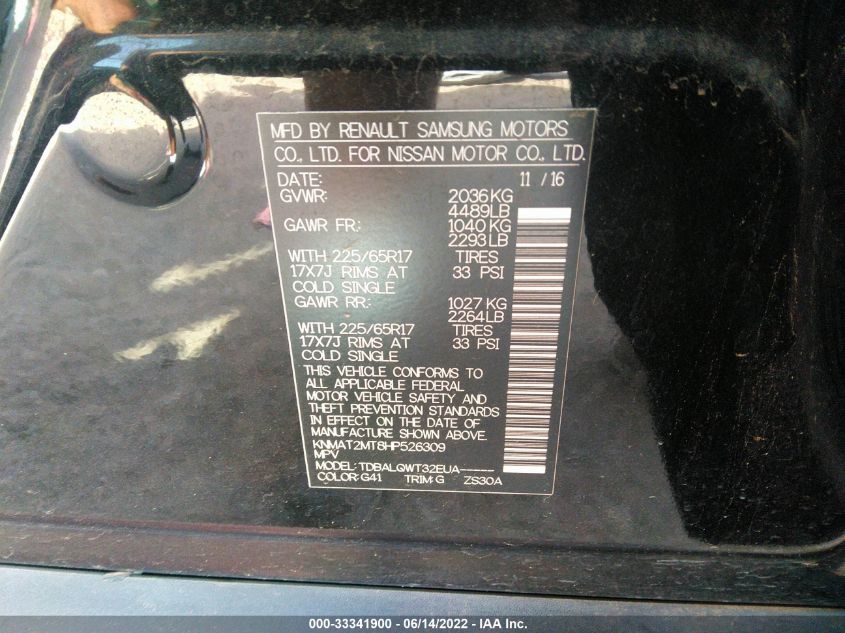 MFD BY RENAULT SAMSUNG MOTORS
CO., LTD. FOR NISSAN MOTOR CO., LTD.
DATE: 11 / 16
GVWR: 2036 KG
4489LB
GAWR FR: 1040 KG
2293 LB
WITH 225/65R17 TIRES
17X7J RIMS AT 33 PSI
COLD SINGLE
GAWR RR: 1027 KG
2264LB
WITH 225/65R17 TIRES
17X7J RIMS AT 33 PSI
COLD SINGLE
THIS VEHICLE CONFORMS TO
ALL APPLICABLE FEDERAL
MOTOR VEHICLE SAFETY AND
THEFT PREVENTION STANDARDS
IN EFFECT ON THE DATE OF
MANUFACTURE SHOWN ABOVE.
KNMAT2MT8HP526309
MPV
MODEL: TDBALQWT32EUA-----
COLOR: G41 TRIM: G ZS30A
000-33341900 - 06/14/2022 - IAA Inc.